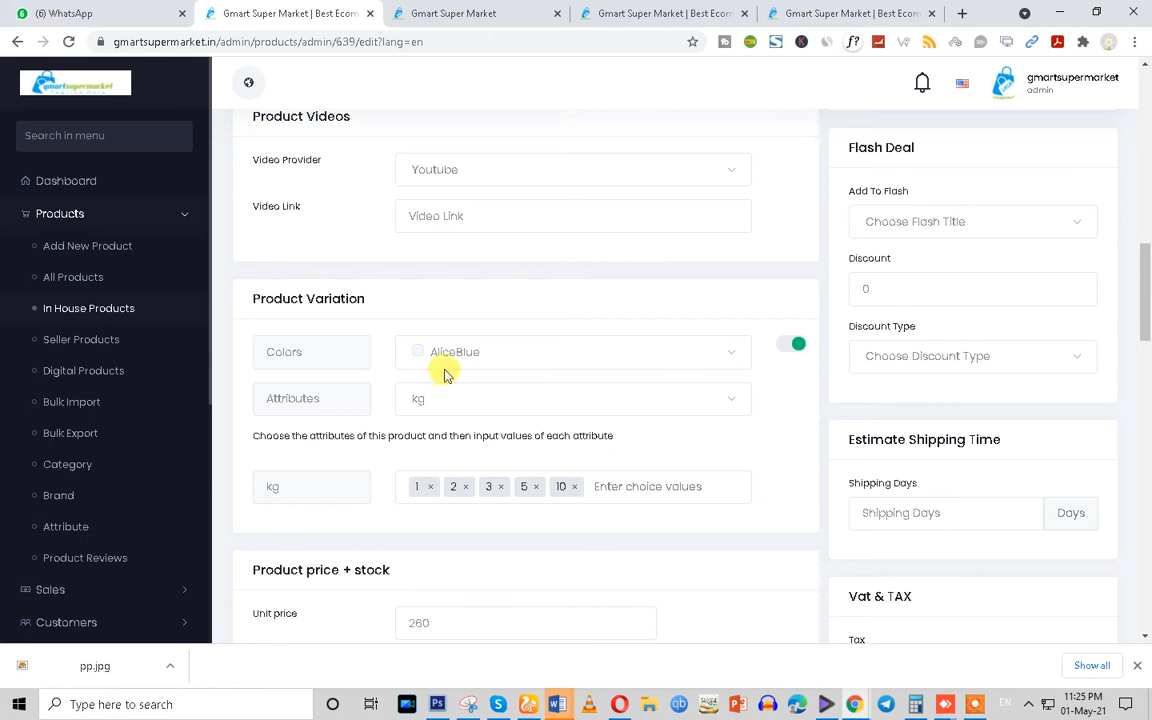 (6) WhatsApp
Gmart Super Market | Best Ecom
Gmart Super Market
Gmart Super Market | Best Ecom
Gmart Super Market | Best Ecom
gmartsupermarket.in/admin/products/admin/639/edit?lang=en
gmartsupermarket
admin
Search in menu
Dashboard
Products
Add New Product
All Products
In House Products
Seller Products
Digital Products
Bulk Import
Bulk Export
Category
Brand
Attribute
Product Reviews
Sales
Customers
Product Videos
Video Provider
Youtube
Video Link
Video Link
Product Variation
Colors
AliceBlue
Attributes
kg
Choose the attributes of this product and then input values of each attribute
kg
1 × 2 × 3 × 5 × 10 × Enter choice values
Product price + stock
Unit price
260
Flash Deal
Add To Flash
Choose Flash Title
Discount
0
Discount Type
Choose Discount Type
Estimate Shipping Time
Shipping Days
Shipping Days
Days
Vat & TAX
Tax
pp.jpg
Show all
Type here to search
EN
11:25 PM
01-May-21